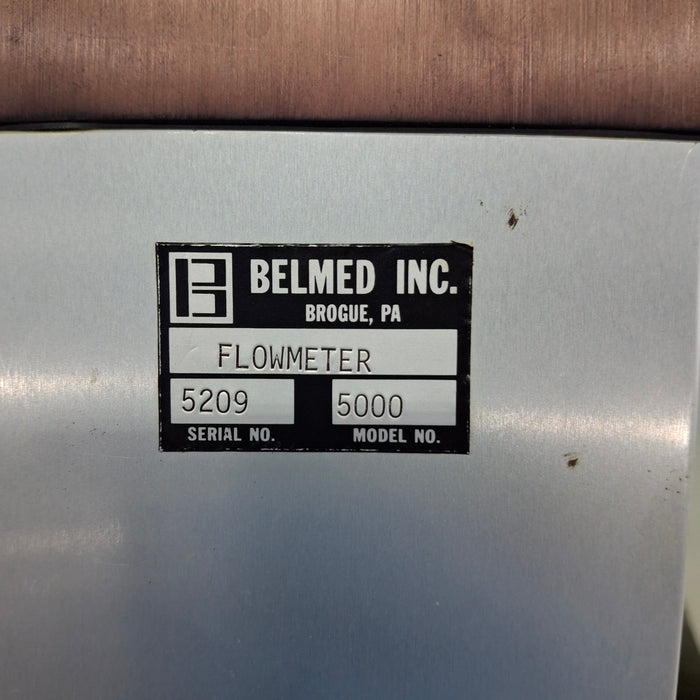 BELMED INC.
BROGUE, PA
FLOWMETER
5209 5000
SERIAL NO. MODEL NO.